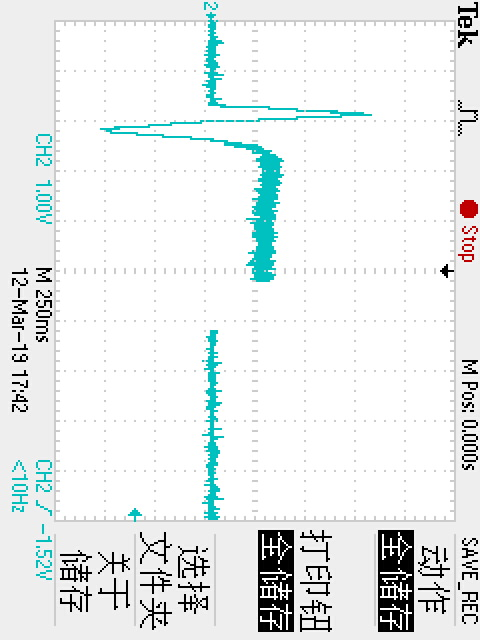 Tek
Stop
M Pos: 0.000s
SAVE_REC
动作
全储存
打印钮
全储存
选择
文件夹
关于
储存
2
CH2 1.00V
M 250ms
CH2 / -1.52V
12-Mar-19 17:42
<10Hz